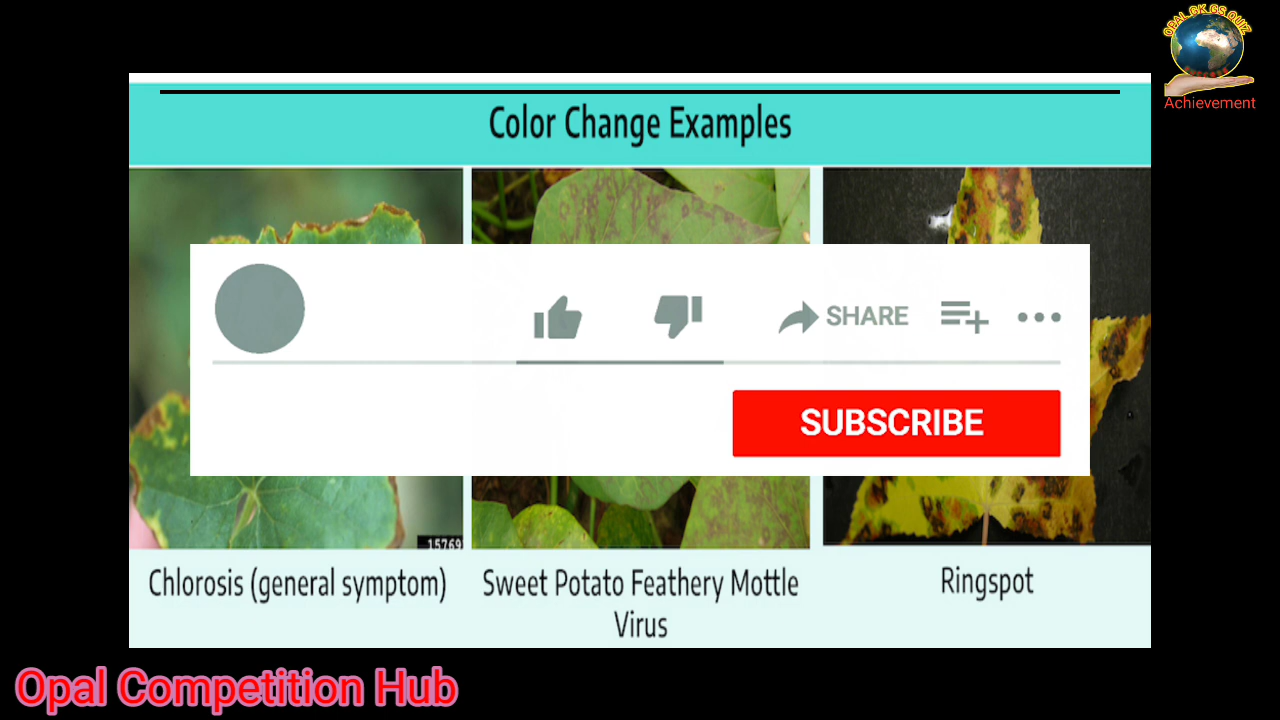 OPAL GK GS QUIZ
Achievement
Color Change Examples
SHARE
SUBSCRIBE
15769
Chlorosis (general symptom)
Sweet Potato Feathery Mottle
Virus
Ringspot
Opal Competition Hub